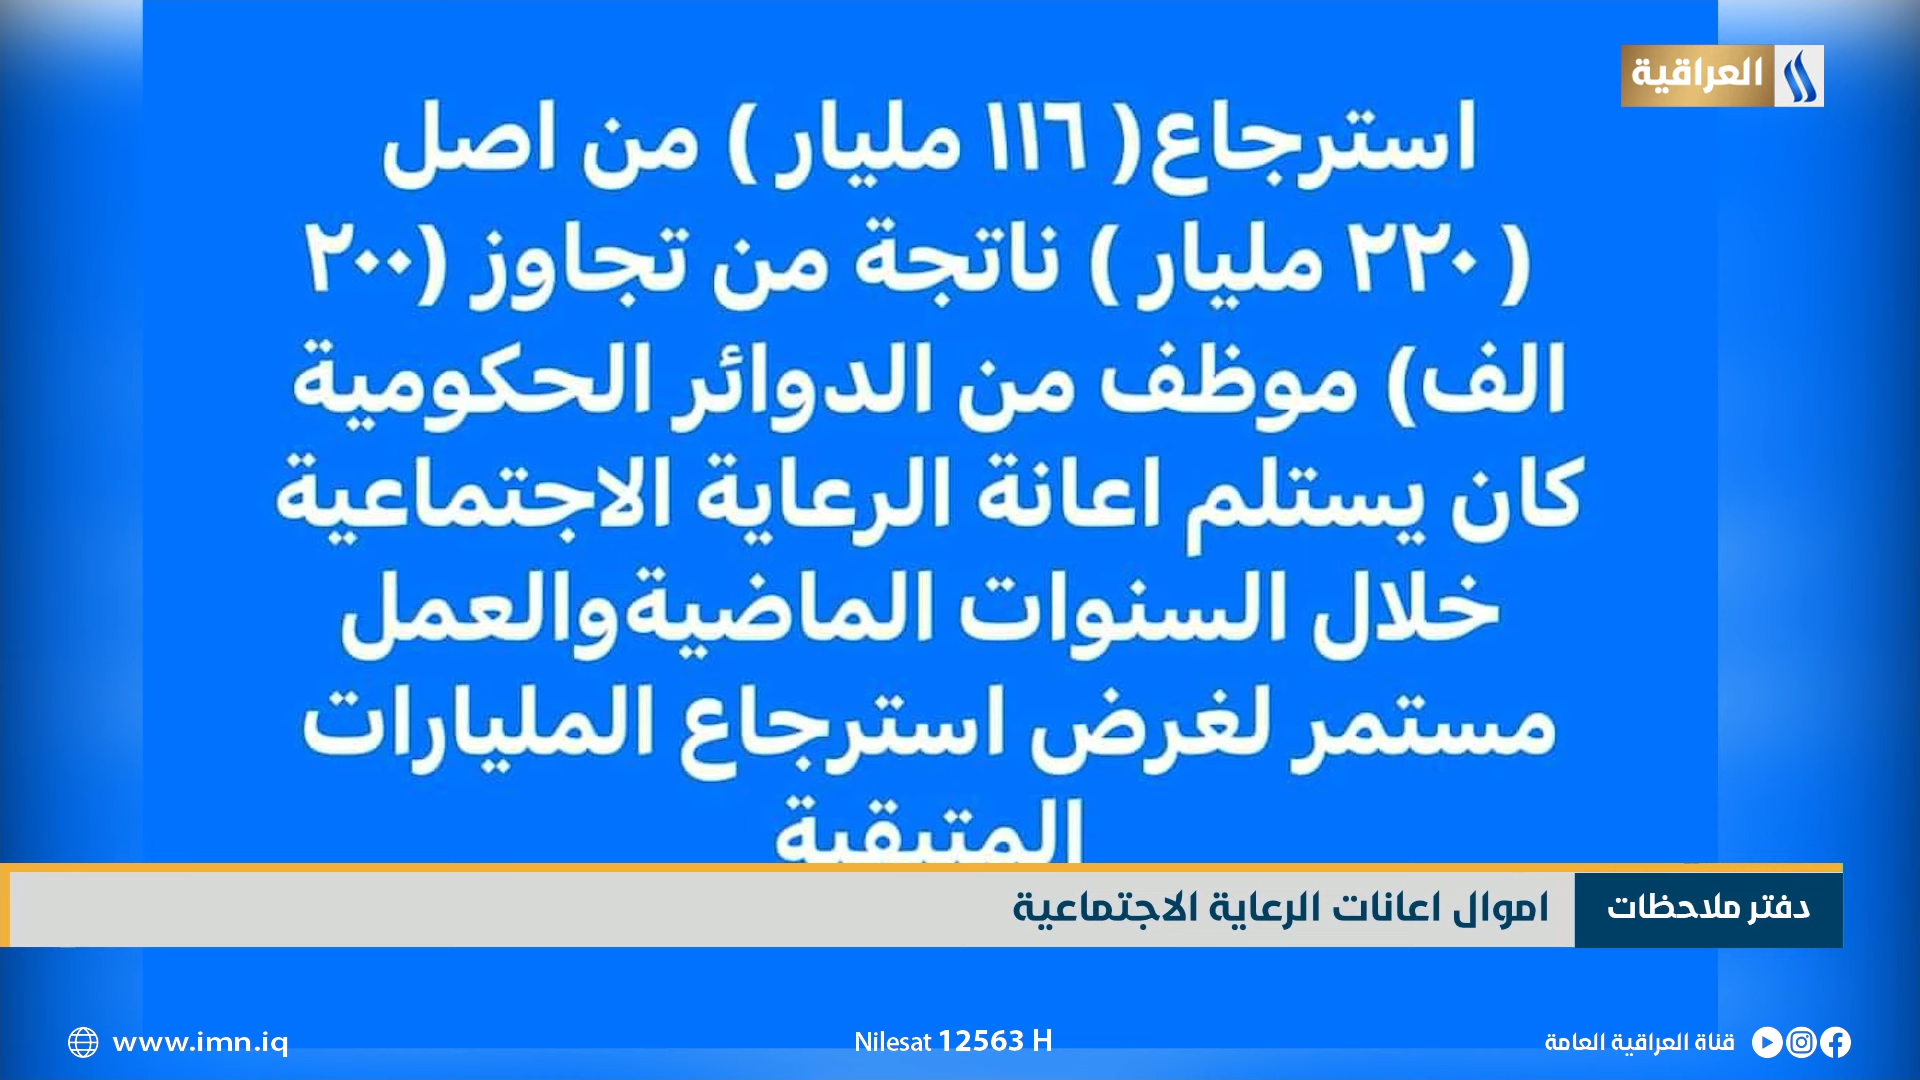 العراقية
استرجاع( ١١٦ مليار ) من اصل
( ٢٢٠ مليار ) ناتجة من تجاوز (٢٠٠
الف) موظف من الدوائر الحكومية
كان يستلم اعانة الرعاية الاجتماعية
خلال السنوات الماضيةوالعمل
مستمر لغرض استرجاع المليارات
المتبقية
دفتر ملاحظات
اموال اعانات الرعاية الاجتماعية
قناة العراقية العامة
Nilesat 12563 H
www.imn.iq